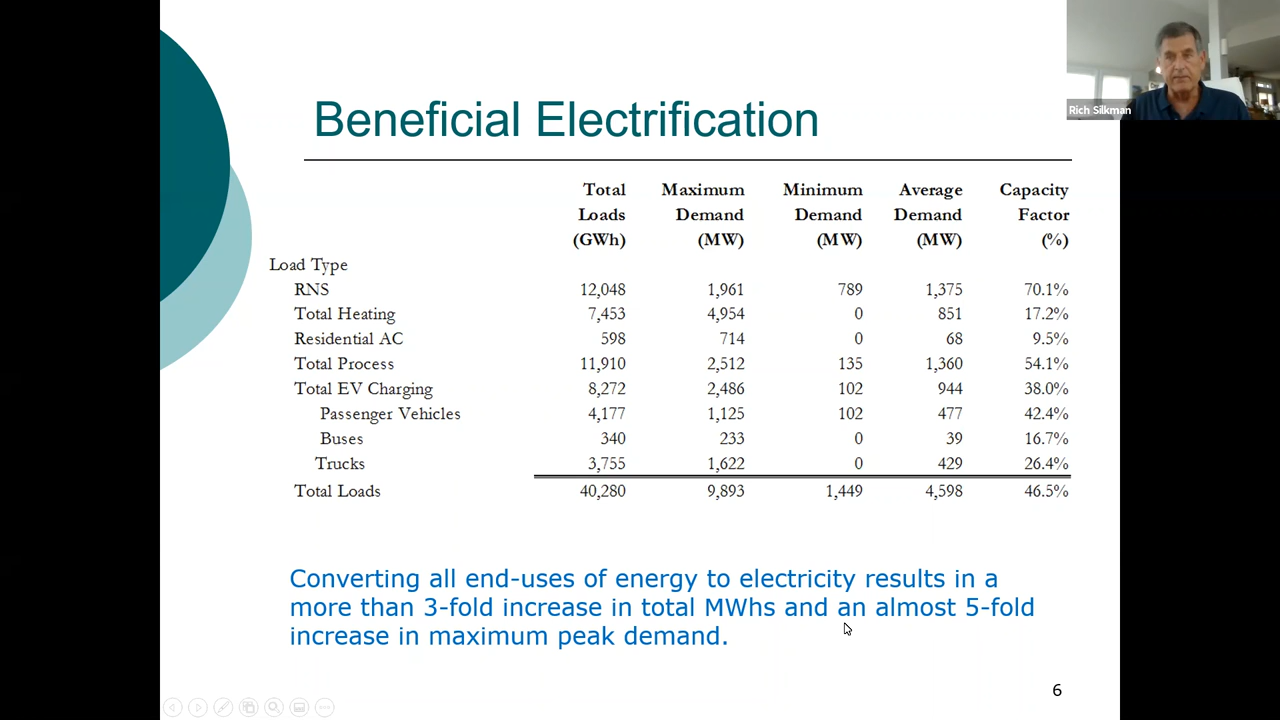 Rich Silkman
Beneficial Electrification
Total Maximum Minimum Average Capacity
Loads Demand Demand Demand Factor
(GWh) (MW) (MW) (MW) (%)
Load Type
RNS 12,048 1,961 789 1,375 70.1%
Total Heating 7,453 4,954 0 851 17.2%
Residential AC 598 714 0 68 9.5%
Total Process 11,910 2,512 135 1,360 54.1%
Total EV Charging 8,272 2,486 102 944 38.0%
Passenger Vehicles 4,177 1,125 102 477 42.4%
Buses 340 233 0 39 16.7%
Trucks 3,755 1,622 0 429 26.4%
Total Loads 40,280 9,893 1,449 4,598 46.5%
Converting all end-uses of energy to electricity results in a
more than 3-fold increase in total MWhs and an almost 5-fold
increase in maximum peak demand.
6